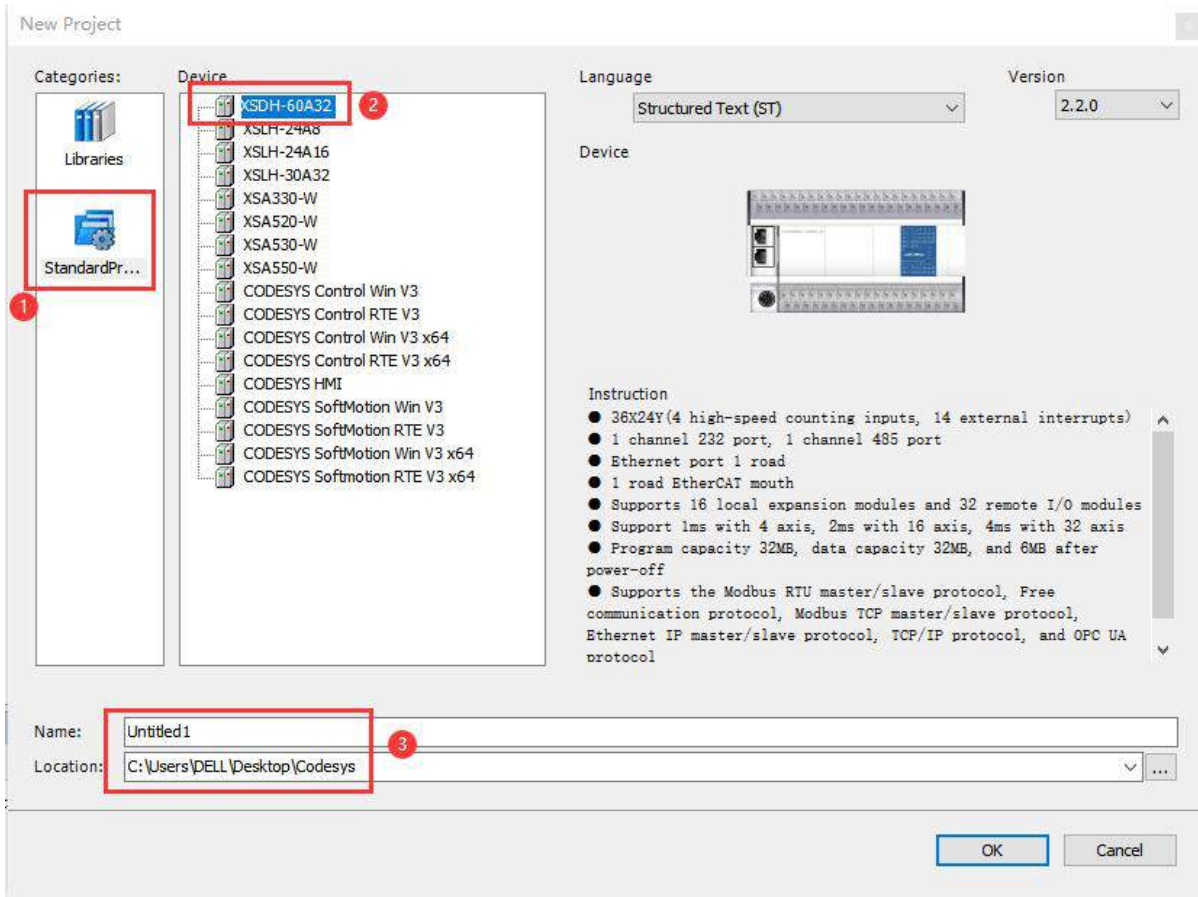 New Project
Categories:
Device
Language
Version
Libraries
StandardPr...
1
XSDH-60A32
2
XSLH-24A8
XSLH-24A16
XSLH-30A32
XSA330-W
XSA520-W
XSA530-W
XSA550-W
CODESYS Control Win V3
CODESYS Control RTE V3
CODESYS Control Win V3 x64
CODESYS Control RTE V3 x64
CODESYS HMI
CODESYS SoftMotion Win V3
CODESYS SoftMotion RTE V3
CODESYS SoftMotion Win V3 x64
CODESYS Softmotion RTE V3 x64
Structured Text (ST)
2.2.0
Device
Instruction
● 36X24Y(4 high-speed counting inputs, 14 external interrupts)
● 1 channel 232 port, 1 channel 485 port
● Ethernet port 1 road
● 1 road EtherCAT mouth
● Supports 16 local expansion modules and 32 remote I/O modules
● Support 1ms with 4 axis, 2ms with 16 axis, 4ms with 32 axis
● Program capacity 32MB, data capacity 32MB, and 6MB after
power-off
● Supports the Modbus RTU master/slave protocol, Free
communication protocol, Modbus TCP master/slave protocol,
Ethernet IP master/slave protocol, TCP/IP protocol, and OPC UA
protocol
Name: Untitled1
3
Location: C:\Users\DELL\Desktop\Codesys
...
OK
Cancel